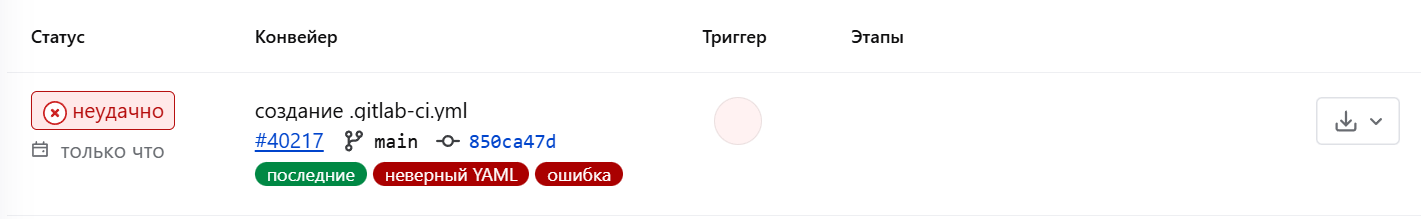 Статус Конвейер Триггер Этапы
неудачно
только что
создание .gitlab-ci.yml
#40217 main 850ca47d
последние неверный YAML ошибка